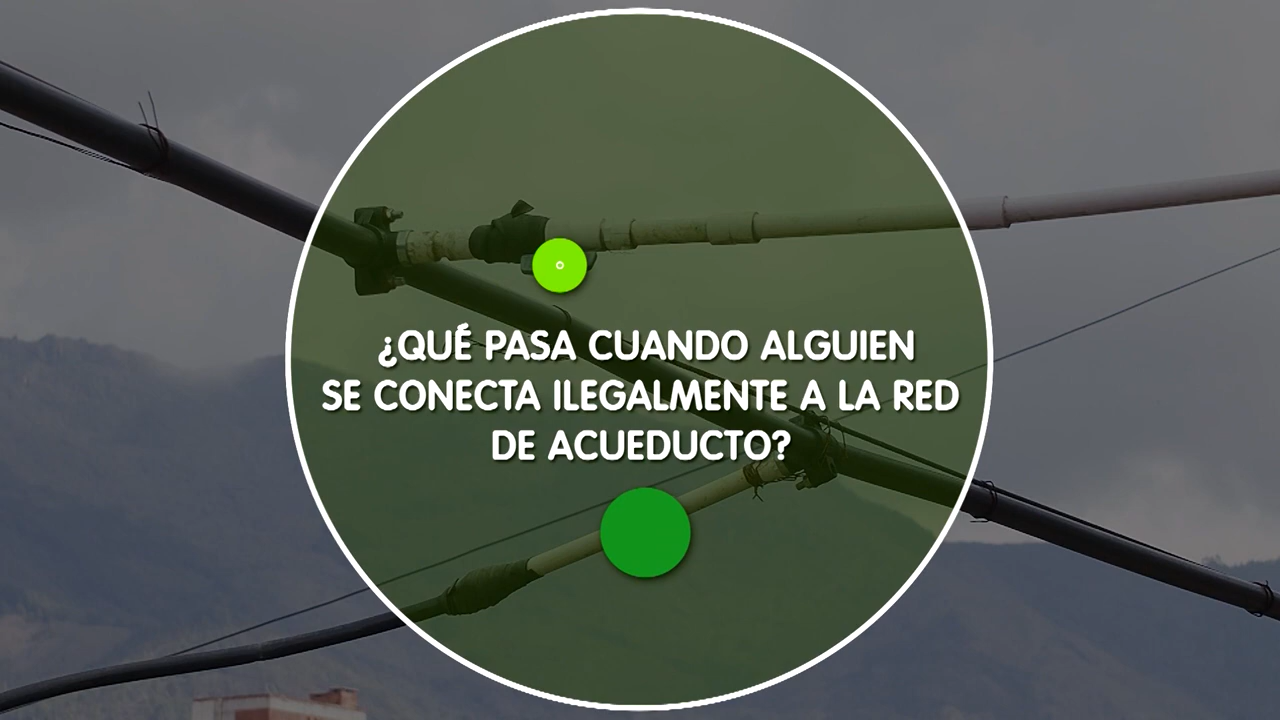 ¿QUÉ PASA CUANDO ALGUIEN
SE CONECTA ILEGALMENTE A LA RED
DE ACUEDUCTO?